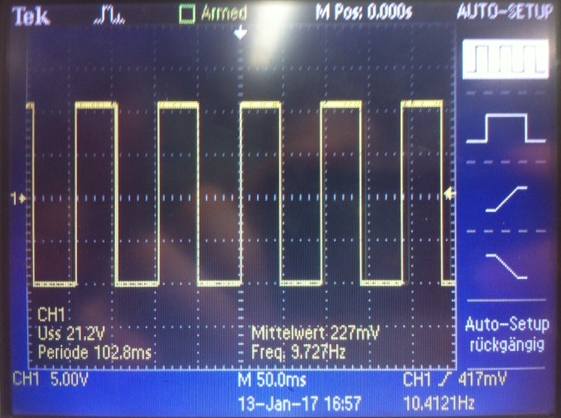 Tek Armed M Pos: 0.000s AUTO-SETUP
1
CH1
Uss 21.2V
Mittelwert 227mV
Periode 102.8ms
Freq. 9.727Hz
Auto-Setup
rückgängig
CH1 5.00V M 50.0ms CH1 417mV
13-Jan-17 16:57 10.4121Hz